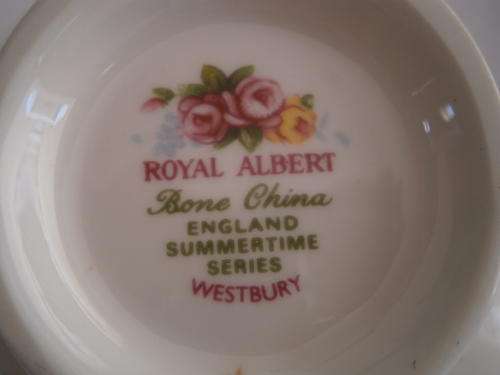 ROYAL ALBERT
Bone China
ENGLAND
SUMMERTIME
SERIES
WESTBURY